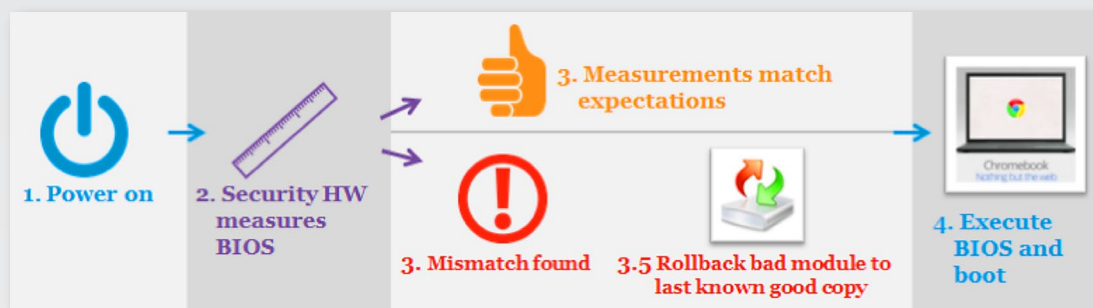 1. Power on
2. Security HW
measures
BIOS
3. Measurements match
expectations
3. Mismatch found
3.5 Rollback bad module to
last known good copy
Chromebook
Nothing but the web
4. Execute
BIOS and
boot